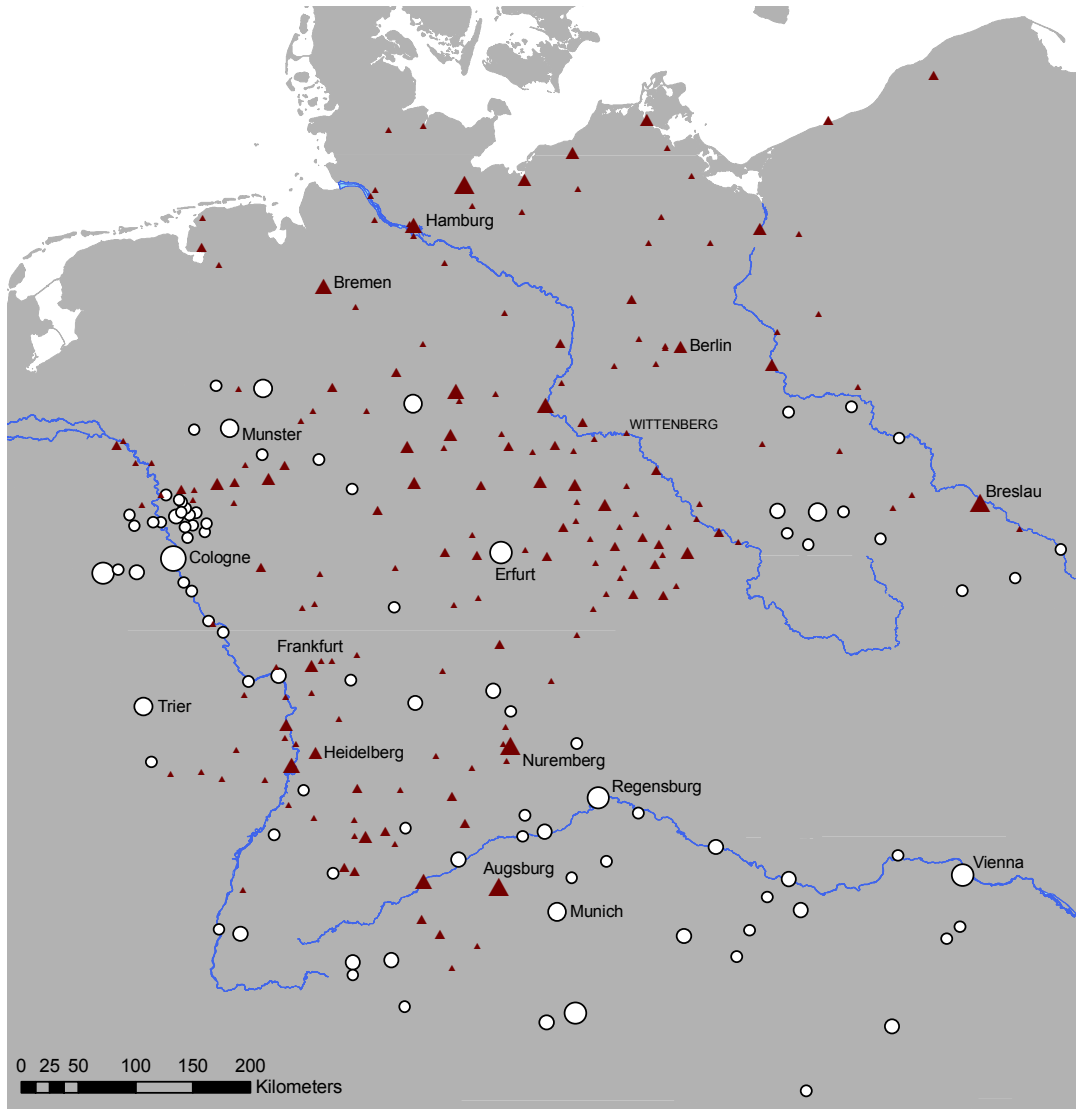 Hamburg
Bremen
Berlin
WITTENBERG
Munster
Breslau
Cologne
Erfurt
Frankfurt
Trier
Heidelberg
Nuremberg
Regensburg
Augsburg
Vienna
Munich
0 25 50 100 150 200
Kilometers